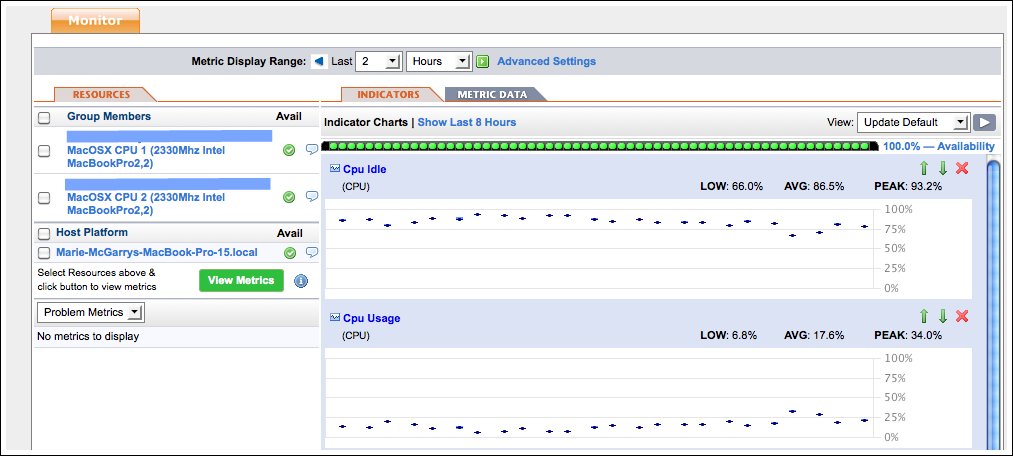 Monitor
Metric Display Range: Last 2 Hours Advanced Settings
RESOURCES
INDICATORS METRIC DATA
Group Members Avail
MacOSX CPU 1 (2330Mhz Intel
MacBookPro2,2)
MacOSX CPU 2 (2330Mhz Intel
MacBookPro2,2)
Host Platform Avail
Marie-McGarrys-MacBook-Pro-15.local
Select Resources above &
click button to view metrics
View Metrics
Problem Metrics
No metrics to display
Indicator Charts | Show Last 8 Hours View: Update Default
100.0% — Availability
Cpu Idle
(CPU) LOW: 66.0% AVG: 86.5% PEAK: 93.2%
100%
75%
50%
25%
0%
Cpu Usage
(CPU) LOW: 6.8% AVG: 17.6% PEAK: 34.0%
100%
75%
50%
25%
0%